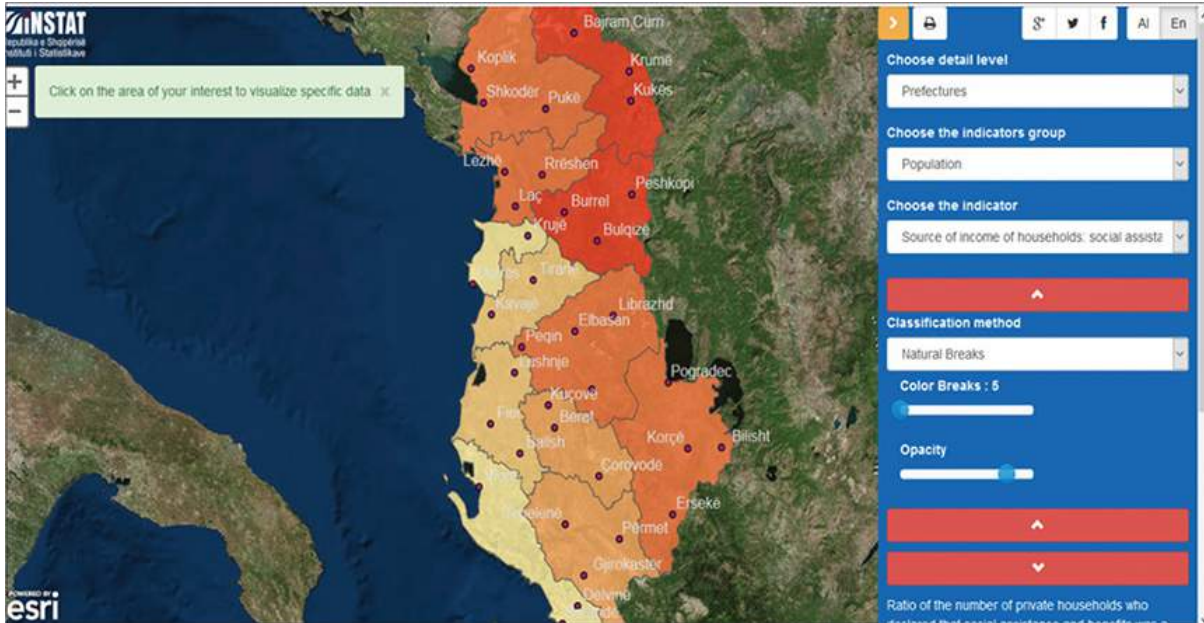 INSTAT
Republika e Shqipërisë
Instituti i Statistikave
+
−
Click on the area of your interest to visualize specific data ×
Bajram Curri
Koplik
Krumë
Kukës
Shkodër
Pukë
Lezhë
Rrëshen
Peshkopi
Laç
Burrel
Krujë
Bulqizë
Tiranë
Kavajë
Librazhd
Elbasan
Peqin
Lushnje
Pogradec
Kuçovë
Berat
Fier
Ballsh
Korçë
Bilisht
Çorovodë
Ersekë
Përmet
Gjirokastër
Delvinë
POWERED BY
esri
g+ f Al En
Choose detail level
Prefectures
Choose the indicators group
Population
Choose the indicator
Source of income of households: social assista
Classification method
Natural Breaks
Color Breaks : 5
Opacity
Ratio of the number of private households who